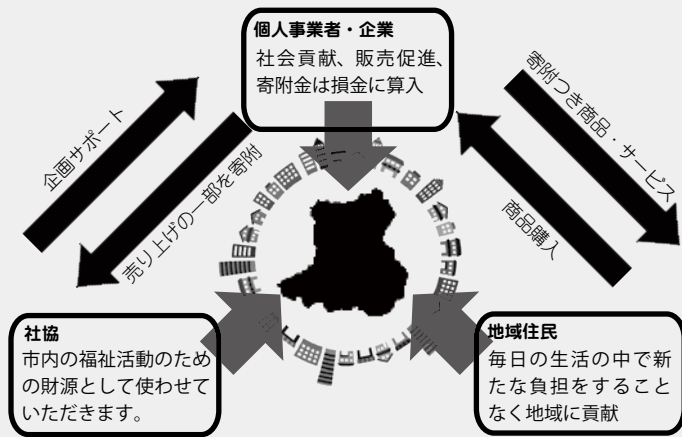 個人事業者・企業
社会貢献、販売促進、
寄附金は損金に算入
企画サポート
売り上げの一部を寄附
寄附つき商品・サービス
商品購入
社協
市内の福祉活動のため
の財源として使わせて
いただきます。
地域住民
毎日の生活の中で新
たな負担をすること
なく地域に貢献